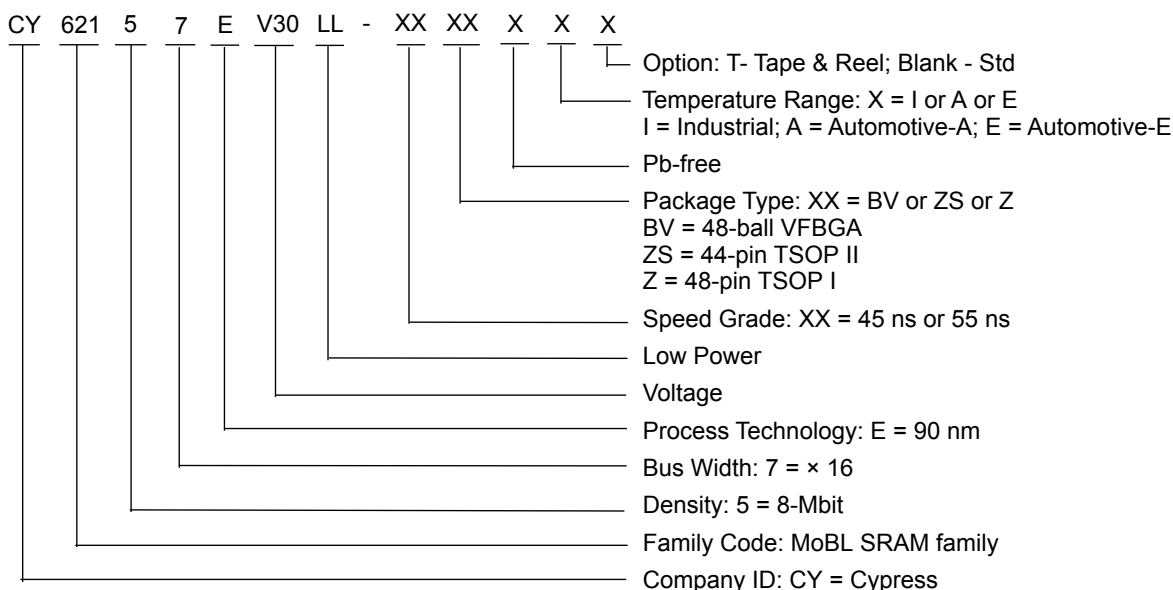 CY 621 5 7 E V30 LL - XX XX X X X
Option: T- Tape & Reel; Blank - Std
Temperature Range: X = I or A or E
I = Industrial; A = Automotive-A; E = Automotive-E
Pb-free
Package Type: XX = BV or ZS or Z
BV = 48-ball VFBGA
ZS = 44-pin TSOP II
Z = 48-pin TSOP I
Speed Grade: XX = 45 ns or 55 ns
Low Power
Voltage
Process Technology: E = 90 nm
Bus Width: 7 = × 16
Density: 5 = 8-Mbit
Family Code: MoBL SRAM family
Company ID: CY = Cypress